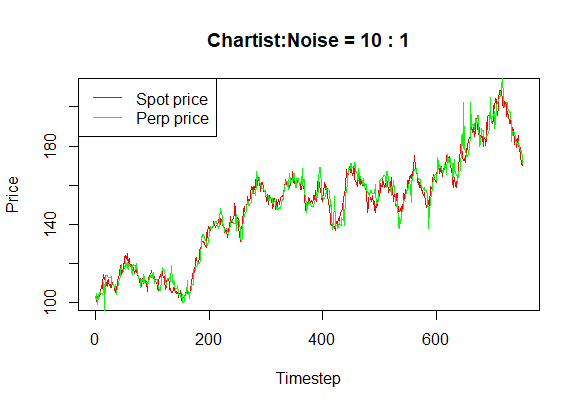 Chartist:Noise = 10 : 1
Spot price
Perp price
Price
180
140
100
0 200 400 600
Timestep